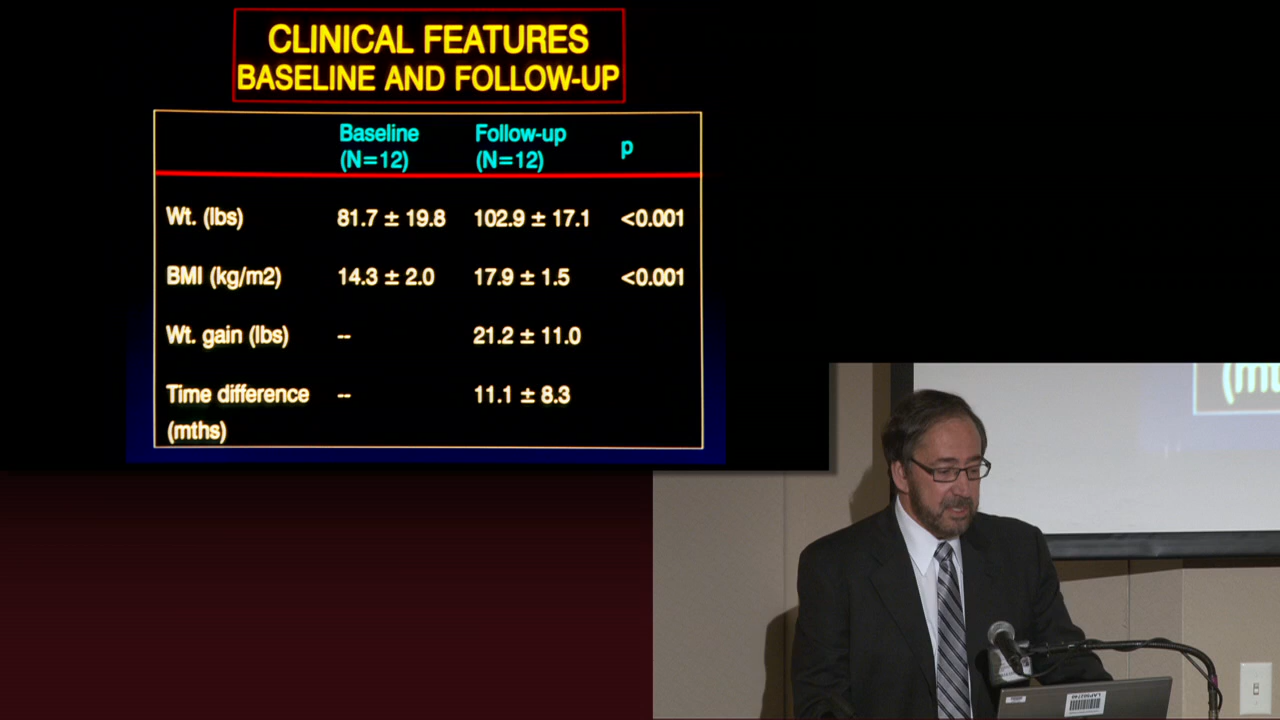 CLINICAL FEATURES
BASELINE AND FOLLOW-UP
Baseline Follow-up p
(N=12) (N=12)
Wt. (lbs) 81.7 ± 19.8 102.9 ± 17.1 <0.001
BMI (kg/m2) 14.3 ± 2.0 17.9 ± 1.5 <0.001
Wt. gain (lbs) -- 21.2 ± 11.0
Time difference -- 11.1 ± 8.3
(mths)